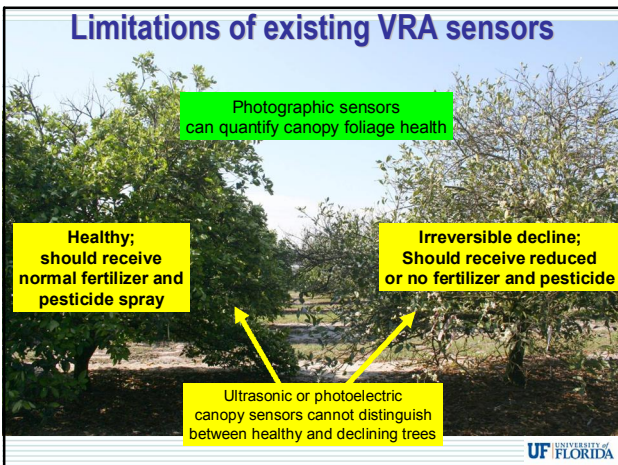 Limitations of existing VRA sensors
Photographic sensors
can quantify canopy foliage health
Healthy;
should receive
normal fertilizer and
pesticide spray
Irreversible decline;
Should receive reduced
or no fertilizer and pesticide
Ultrasonic or photoelectric
canopy sensors cannot distinguish
between healthy and declining trees
UF UNIVERSITY of
FLORIDA